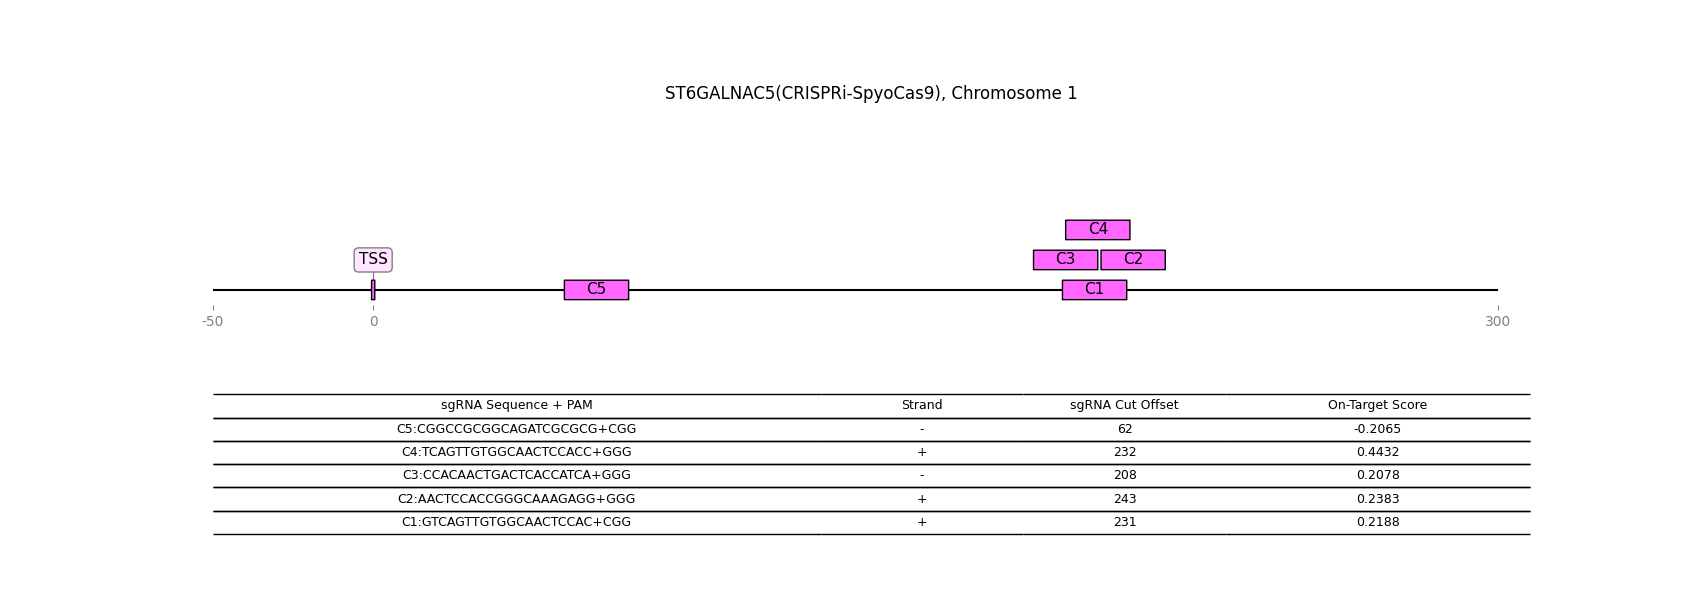 ST6GALNAC5(CRISPRi-SpyoCas9), Chromosome 1
C4
TSS C3 C2
C5 C1
-50 0 300
sgRNA Sequence + PAM Strand sgRNA Cut Offset On-Target Score
C5:CGGCCGCGGCAGATCGCGCG+CGG - 62 -0.2065
C4:TCAGTTGTGGCAACTCCACC+GGG + 232 0.4432
C3:CCACAACTGACTCACCATCA+GGG - 208 0.2078
C2:AACTCCACCGGGCAAAGAGG+GGG + 243 0.2383
C1:GTCAGTTGTGGCAACTCCAC+CGG + 231 0.2188